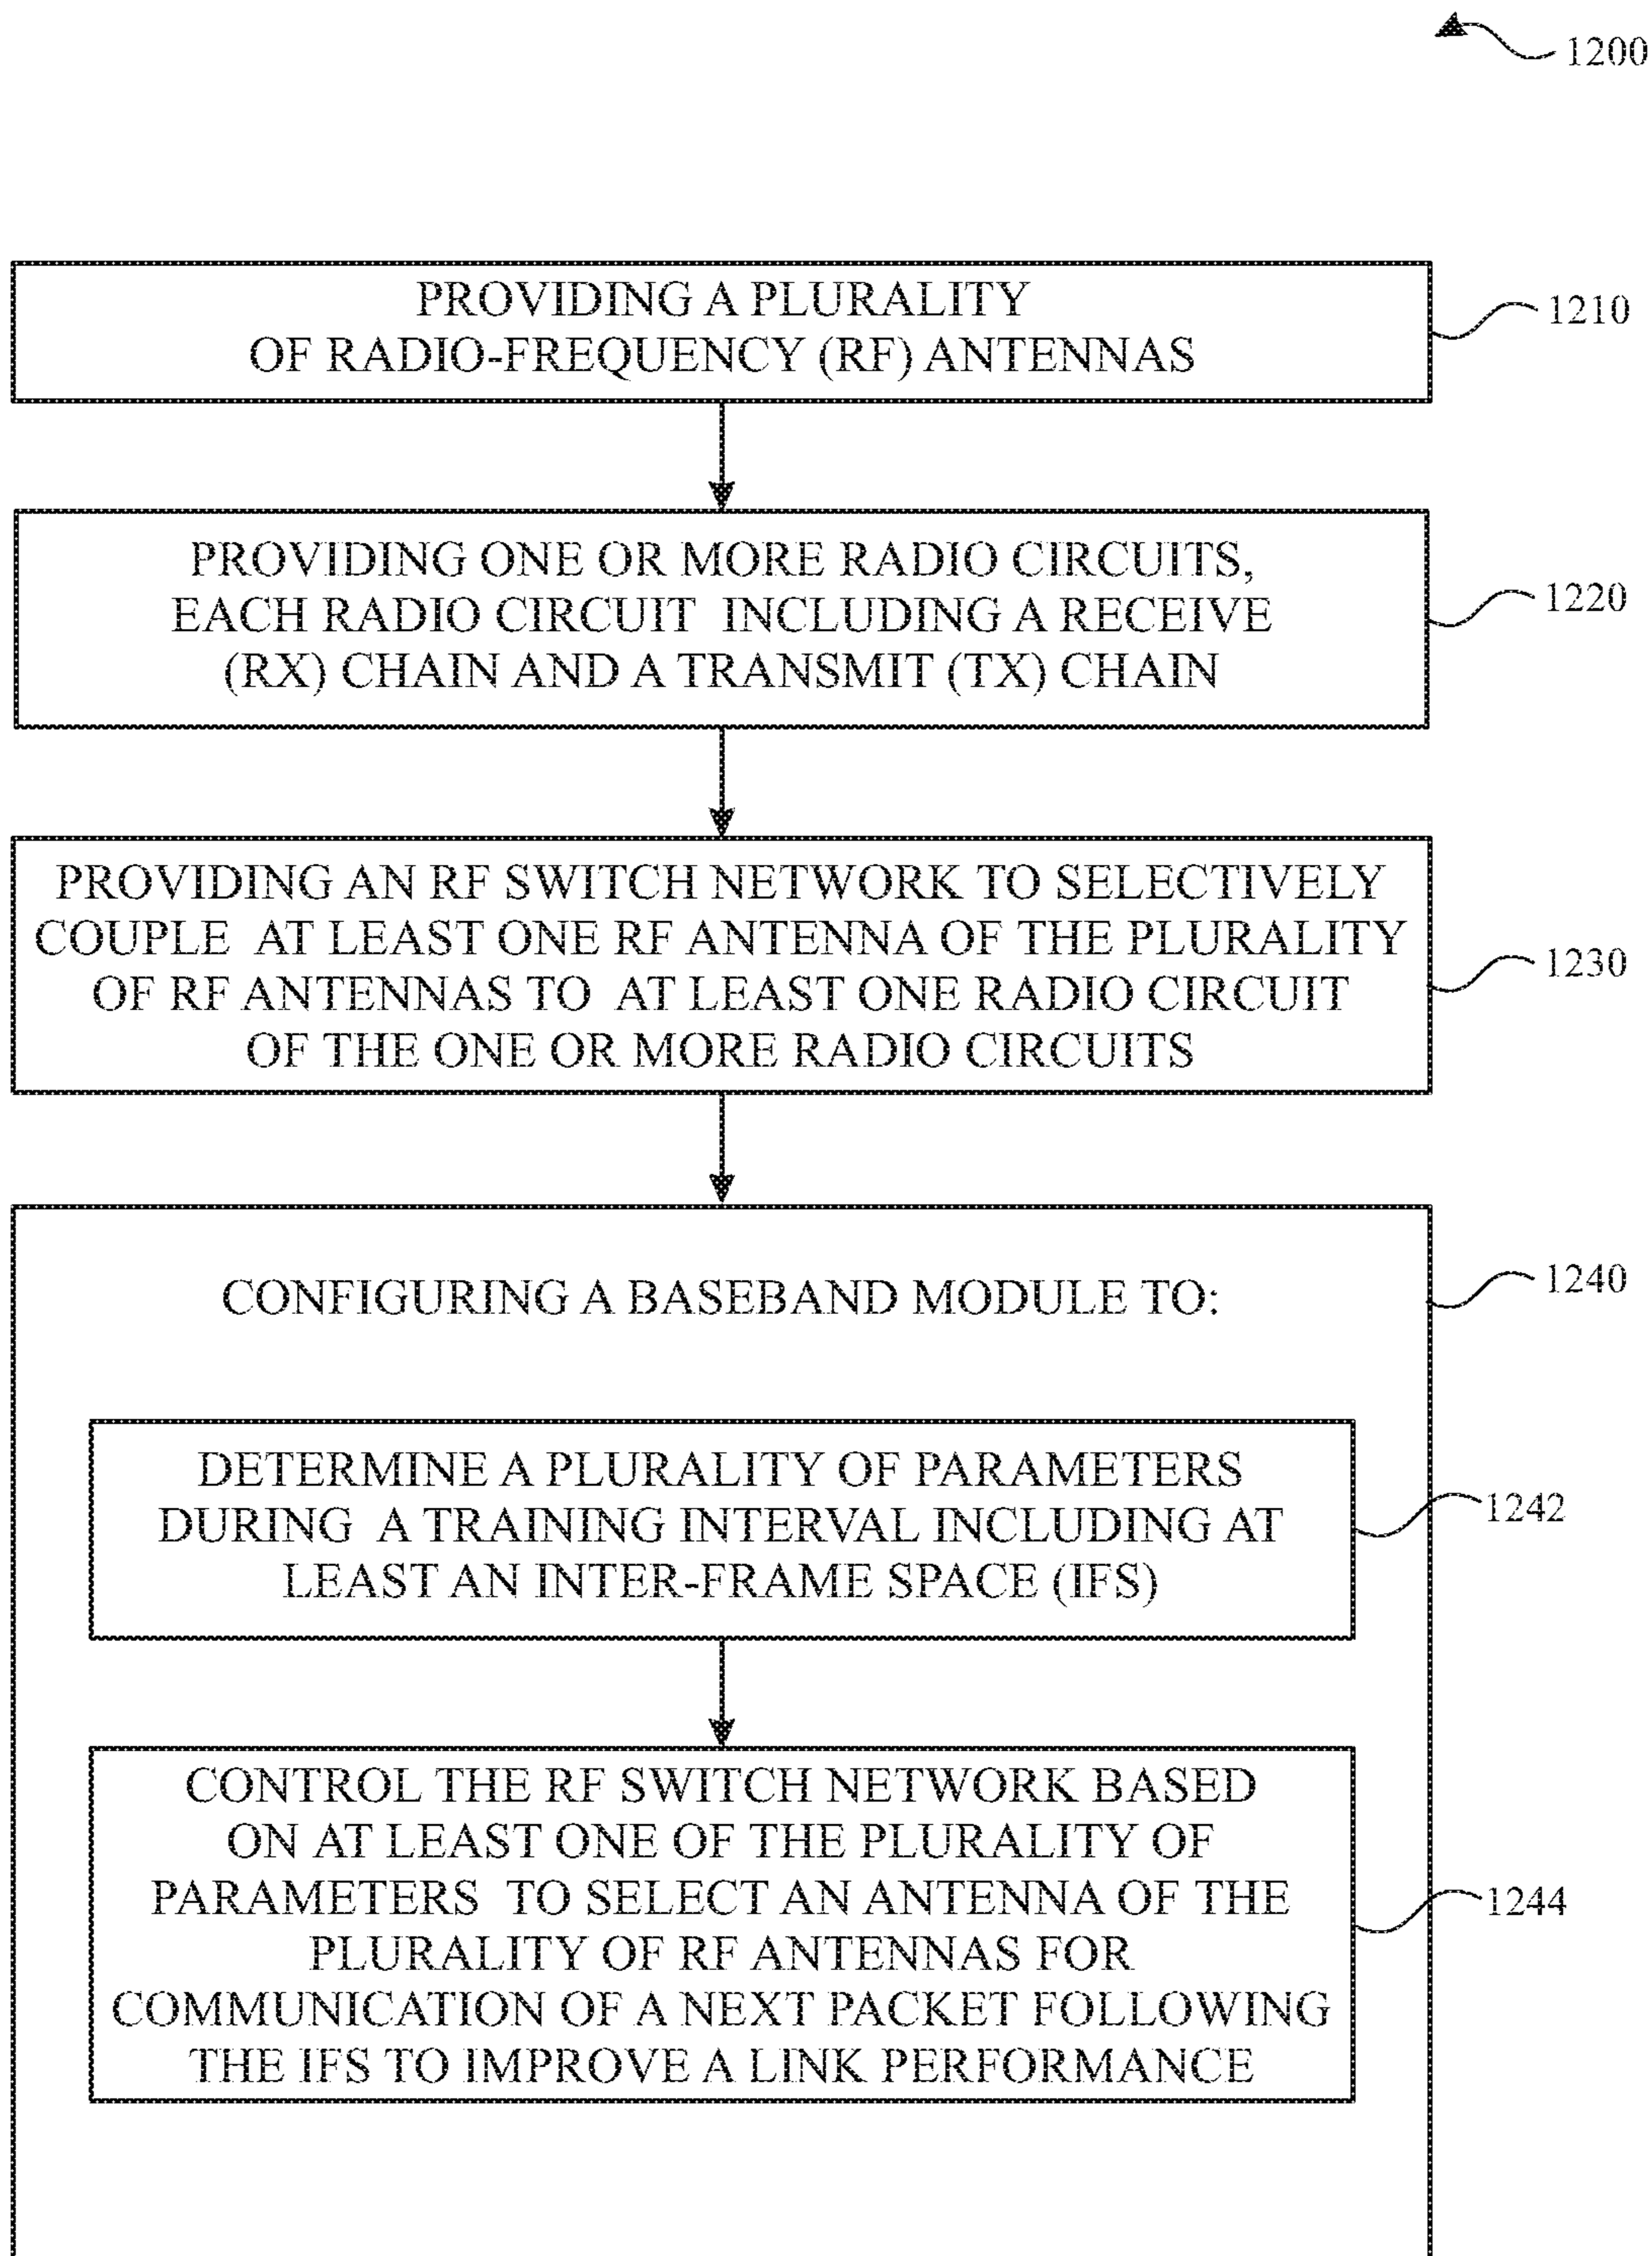 1200
PROVIDING A PLURALITY
OF RADIO-FREQUENCY (RF) ANTENNAS
1210
PROVIDING ONE OR MORE RADIO CIRCUITS,
EACH RADIO CIRCUIT INCLUDING A RECEIVE
(RX) CHAIN AND A TRANSMIT (TX) CHAIN
1220
PROVIDING AN RF SWITCH NETWORK TO SELECTIVELY
COUPLE AT LEAST ONE RF ANTENNA OF THE PLURALITY
OF RF ANTENNAS TO AT LEAST ONE RADIO CIRCUIT
OF THE ONE OR MORE RADIO CIRCUITS
1230
CONFIGURING A BASEBAND MODULE TO:
1240
DETERMINE A PLURALITY OF PARAMETERS
DURING A TRAINING INTERVAL INCLUDING AT
LEAST AN INTER-FRAME SPACE (IFS)
1242
CONTROL THE RF SWITCH NETWORK BASED
ON AT LEAST ONE OF THE PLURALITY OF
PARAMETERS TO SELECT AN ANTENNA OF THE
PLURALITY OF RF ANTENNAS FOR
COMMUNICATION OF A NEXT PACKET FOLLOWING
THE IFS TO IMPROVE A LINK PERFORMANCE
1244